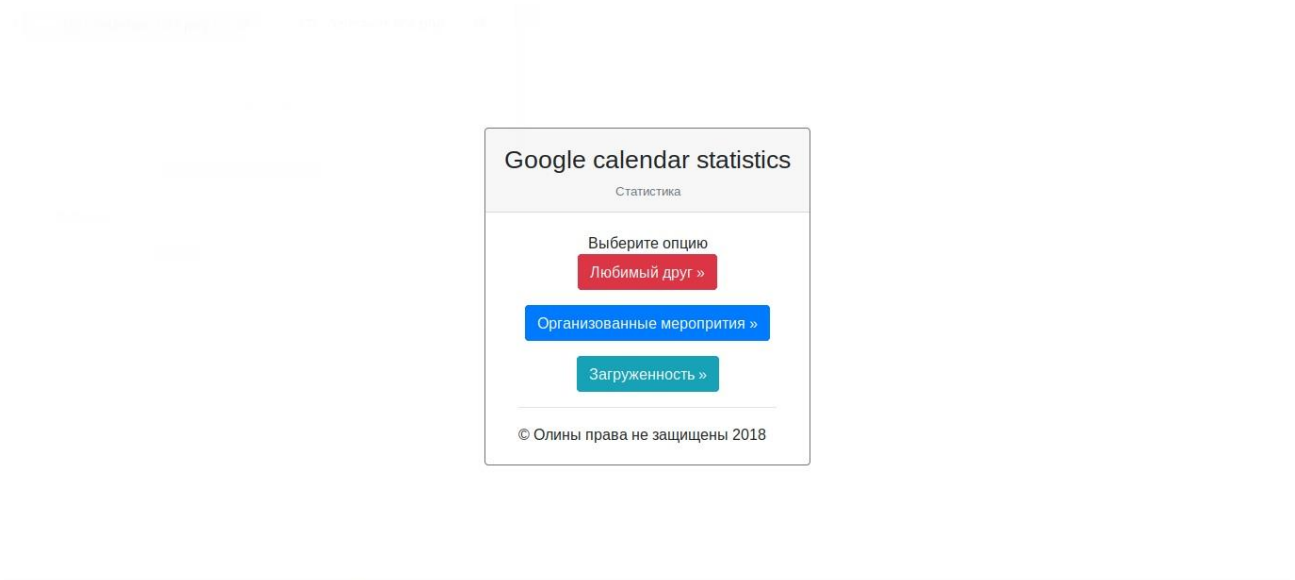 Google calendar statistics
Статистика
Выберите опцию
Любимый друг »
Организованные меропрития »
Загруженность »
© Олины права не защищены 2018